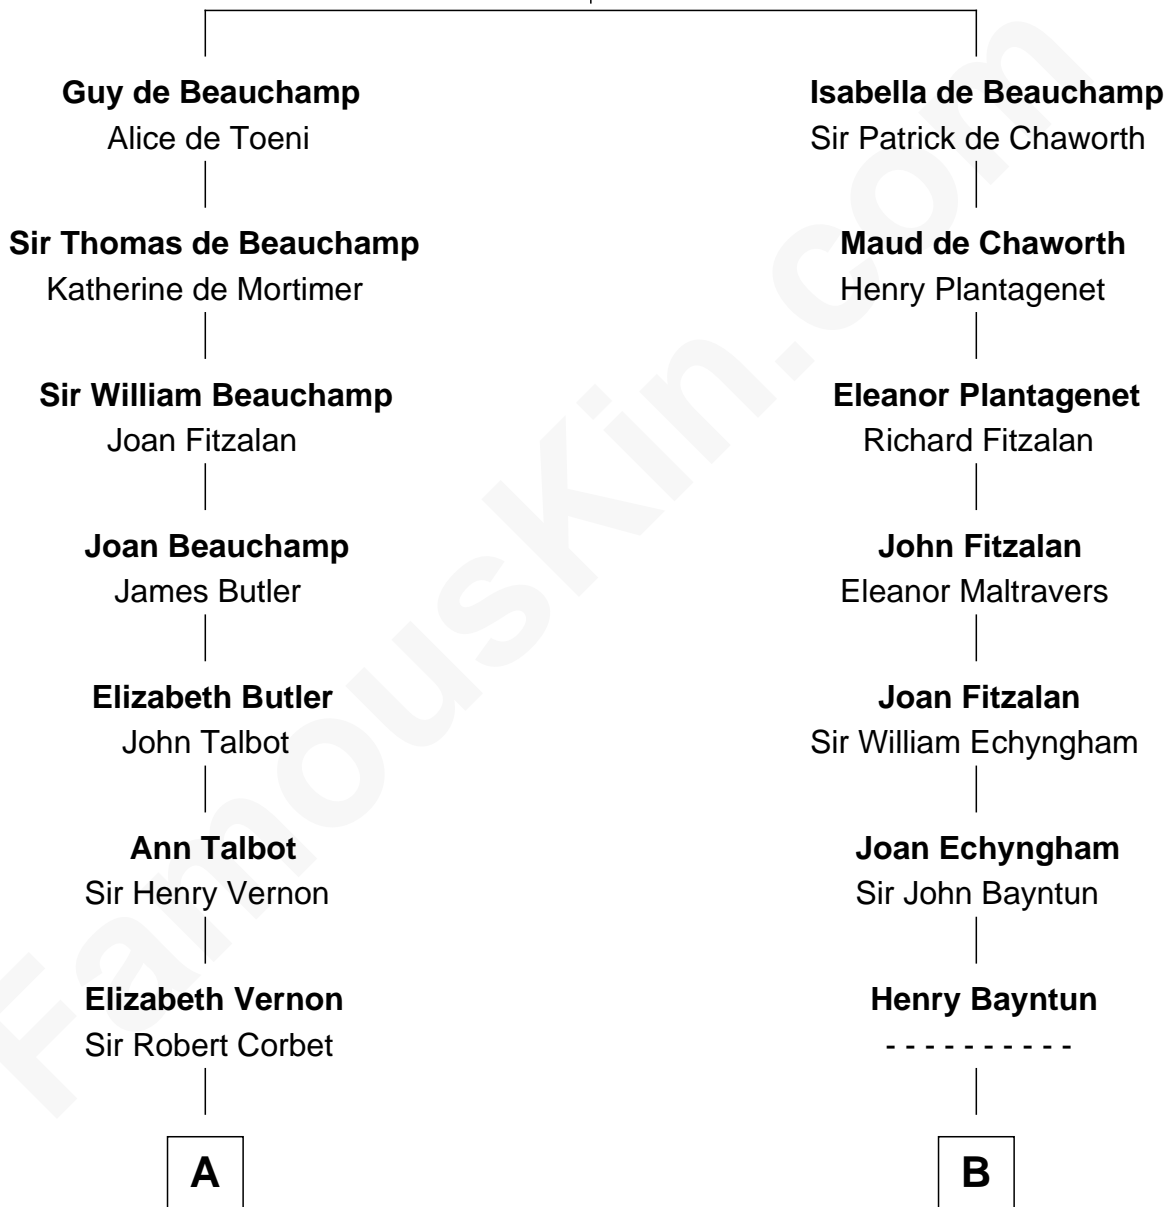 Guy de Beauchamp
Alice de Toeni
Sir Thomas de Beauchamp
Katherine de Mortimer
Sir William Beauchamp
Joan Fitzalan
Joan Beauchamp
James Butler
Elizabeth Butler
John Talbot
Ann Talbot
Sir Henry Vernon
Elizabeth Vernon
Sir Robert Corbet
A
Isabella de Beauchamp
Sir Patrick de Chaworth
Maud de Chaworth
Henry Plantagenet
Eleanor Plantagenet
Richard Fitzalan
John Fitzalan
Eleanor Maltravers
Joan Fitzalan
Sir William Echyngham
Joan Echyngham
Sir John Bayntun
Henry Bayntun
- - - - - - - - - -
B
FamousKin.com